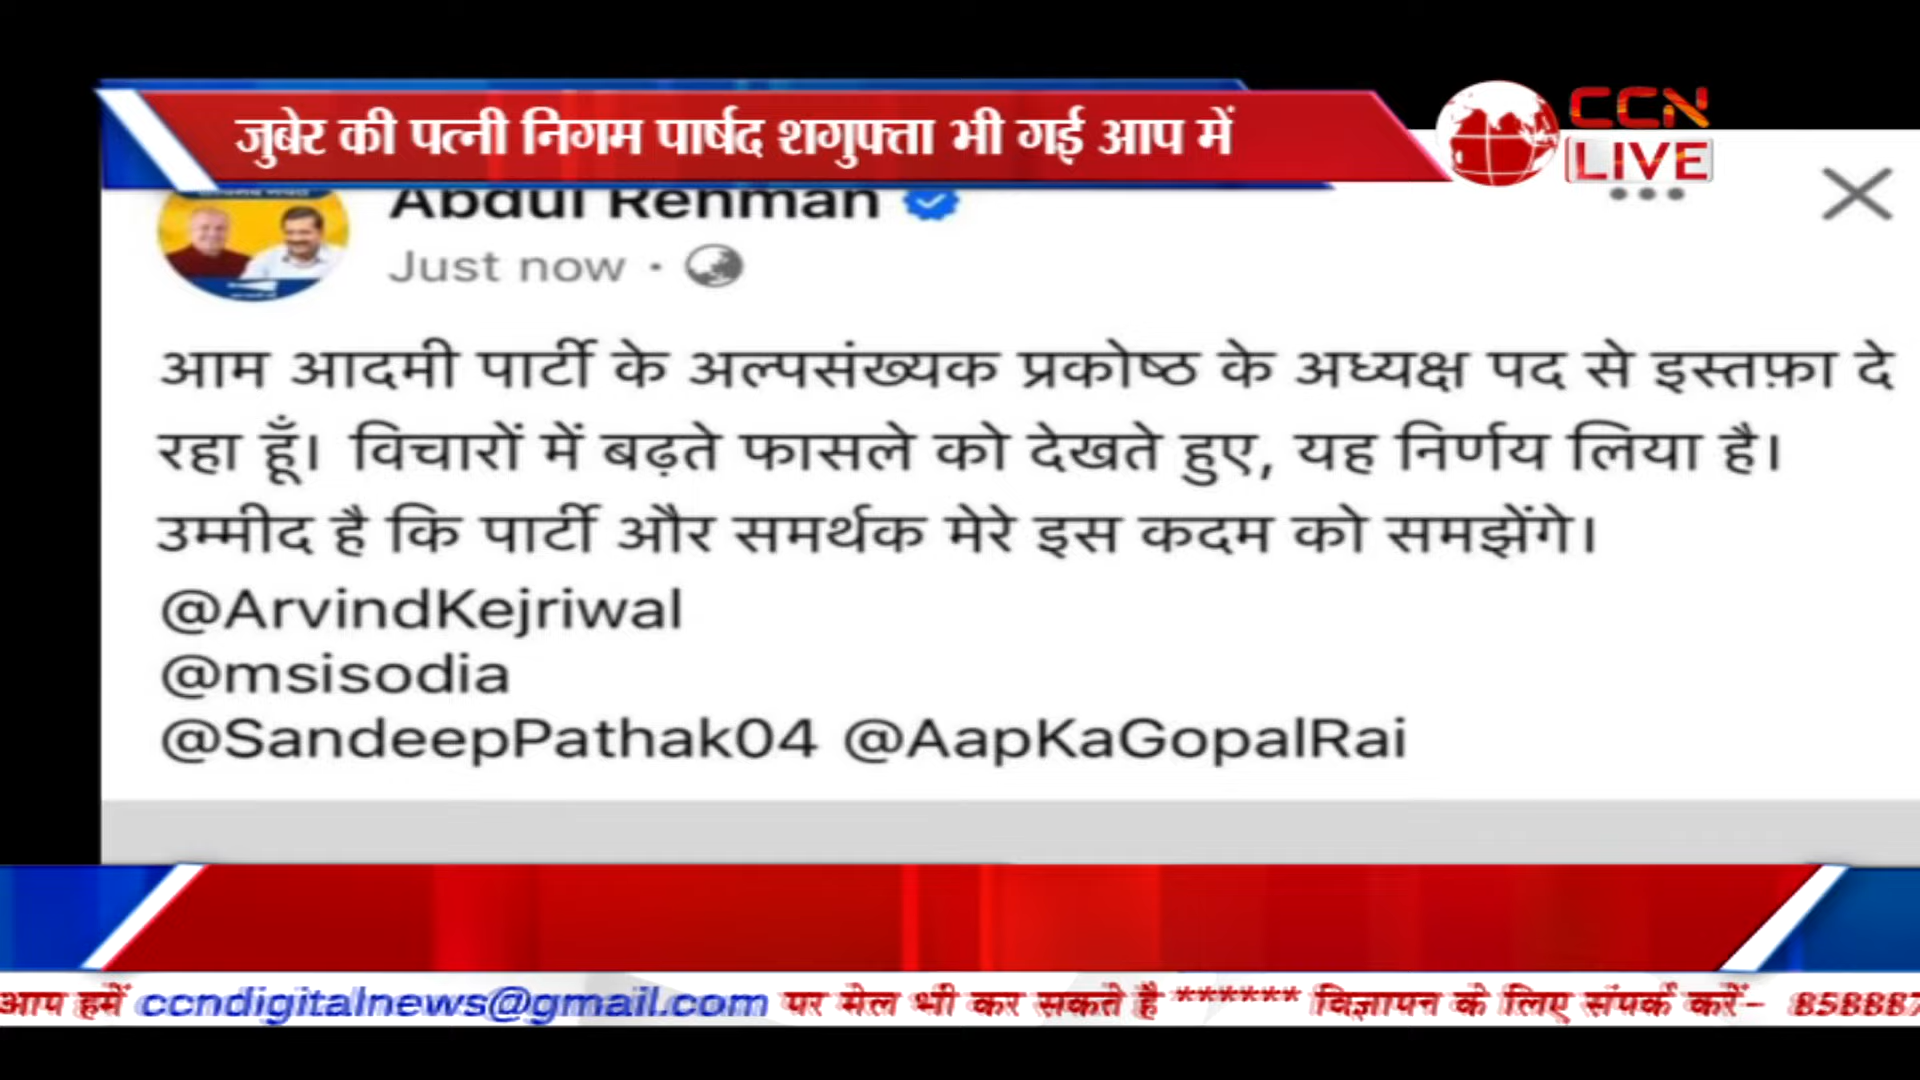 जुबेर की पत्नी निगम पार्षद शगुफ्ता भी गई आप में
CCN
LIVE
Abdul Rehman
Just now ·
आम आदमी पार्टी के अल्पसंख्यक प्रकोष्ठ के अध्यक्ष पद से इस्तफ़ा दे
रहा हूँ। विचारों में बढ़ते फासले को देखते हुए, यह निर्णय लिया है।
उम्मीद है कि पार्टी और समर्थक मेरे इस कदम को समझेंगे।
@ArvindKejriwal
@msisodia
@SandeepPathak04 @AapKaGopalRai
आप हमें ccndigitalnews@gmail.com पर मेल भी कर सकते है ****** विज्ञापन के लिए संपर्क करें- 858887